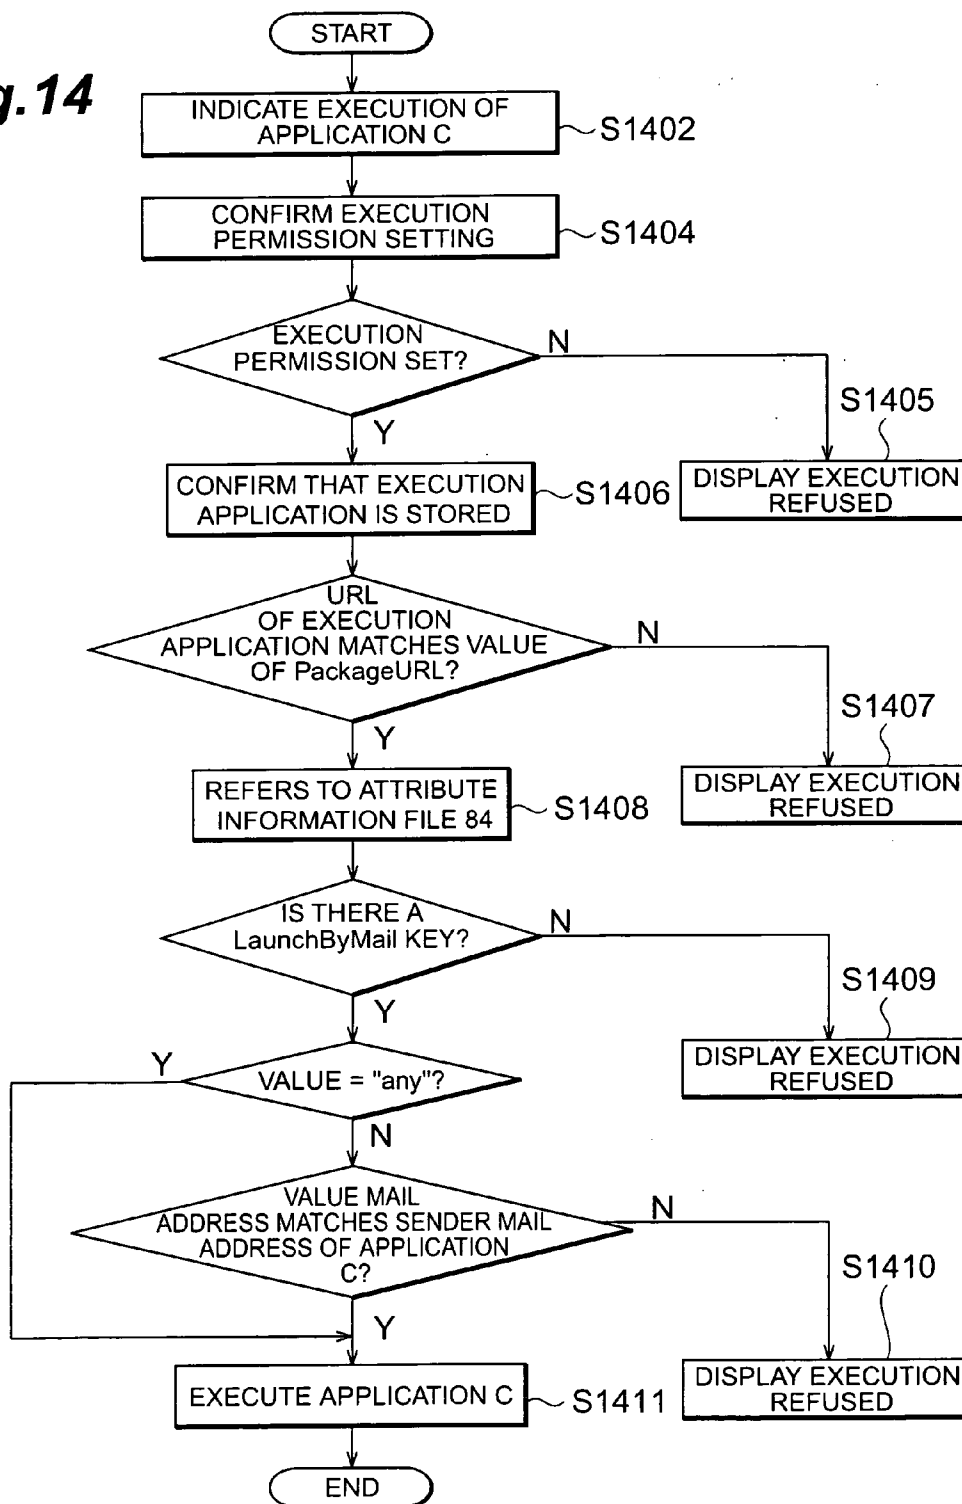 START
g.14
INDICATE EXECUTION OF
APPLICATION C
S1402
CONFIRM EXECUTION
PERMISSION SETTING
S1404
EXECUTION
PERMISSION SET?
N
Y
S1405
DISPLAY EXECUTION
REFUSED
CONFIRM THAT EXECUTION
APPLICATION IS STORED
S1406
URL
OF EXECUTION
APPLICATION MATCHES VALUE
OF PackageURL?
N
Y
S1407
DISPLAY EXECUTION
REFUSED
REFERS TO ATTRIBUTE
INFORMATION FILE 84
S1408
IS THERE A
LaunchByMail KEY?
N
Y
S1409
DISPLAY EXECUTION
REFUSED
VALUE = "any"?
Y
N
VALUE MAIL
ADDRESS MATCHES SENDER MAIL
ADDRESS OF APPLICATION
C?
N
Y
S1410
DISPLAY EXECUTION
REFUSED
EXECUTE APPLICATION C
S1411
END